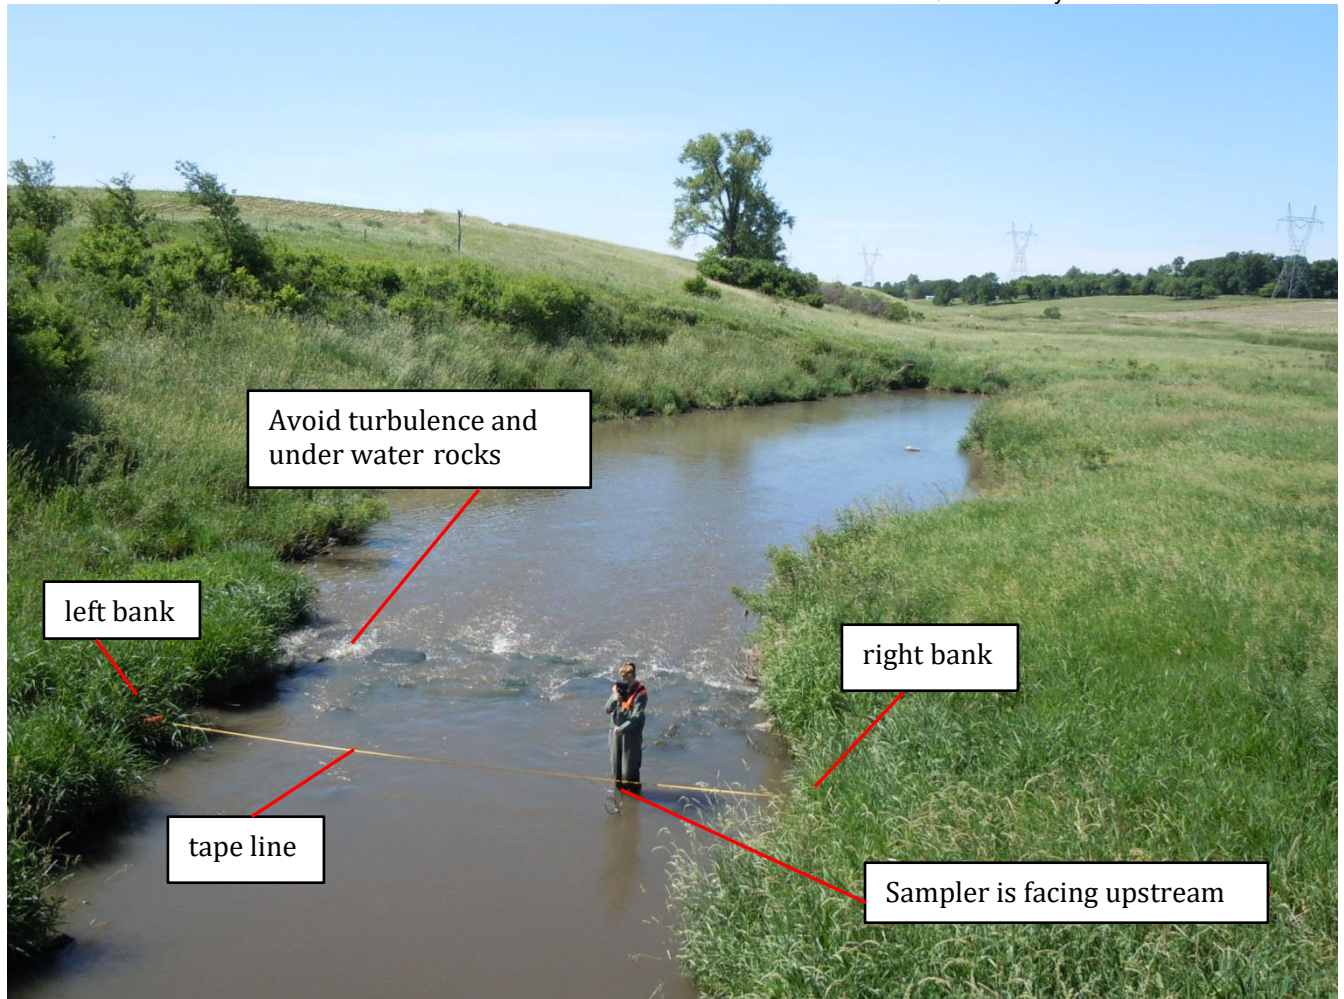 Avoid turbulence and
under water rocks
left bank
right bank
tape line
Sampler is facing upstream